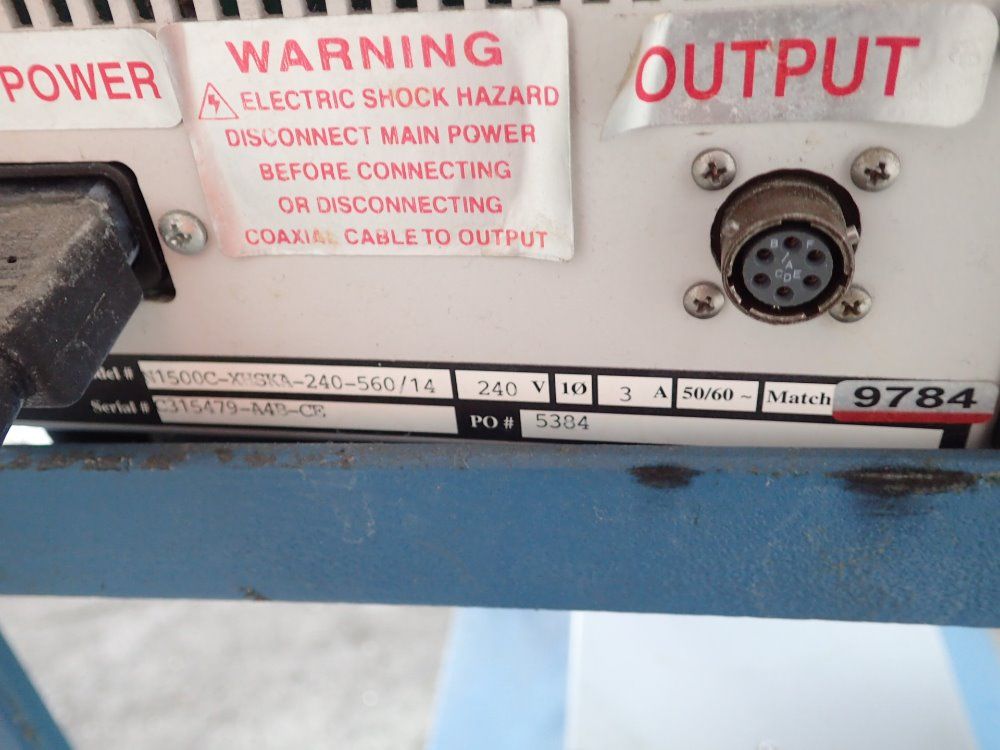 POWER
WARNING
ELECTRIC SHOCK HAZARD
DISCONNECT MAIN POWER
BEFORE CONNECTING
OR DISCONNECTING
COAXIAL CABLE TO OUTPUT
OUTPUT
B F
A
C D E
240 V 1Ø 3 A 50/60 ~ Match 9784
Serial #
PO # 5384